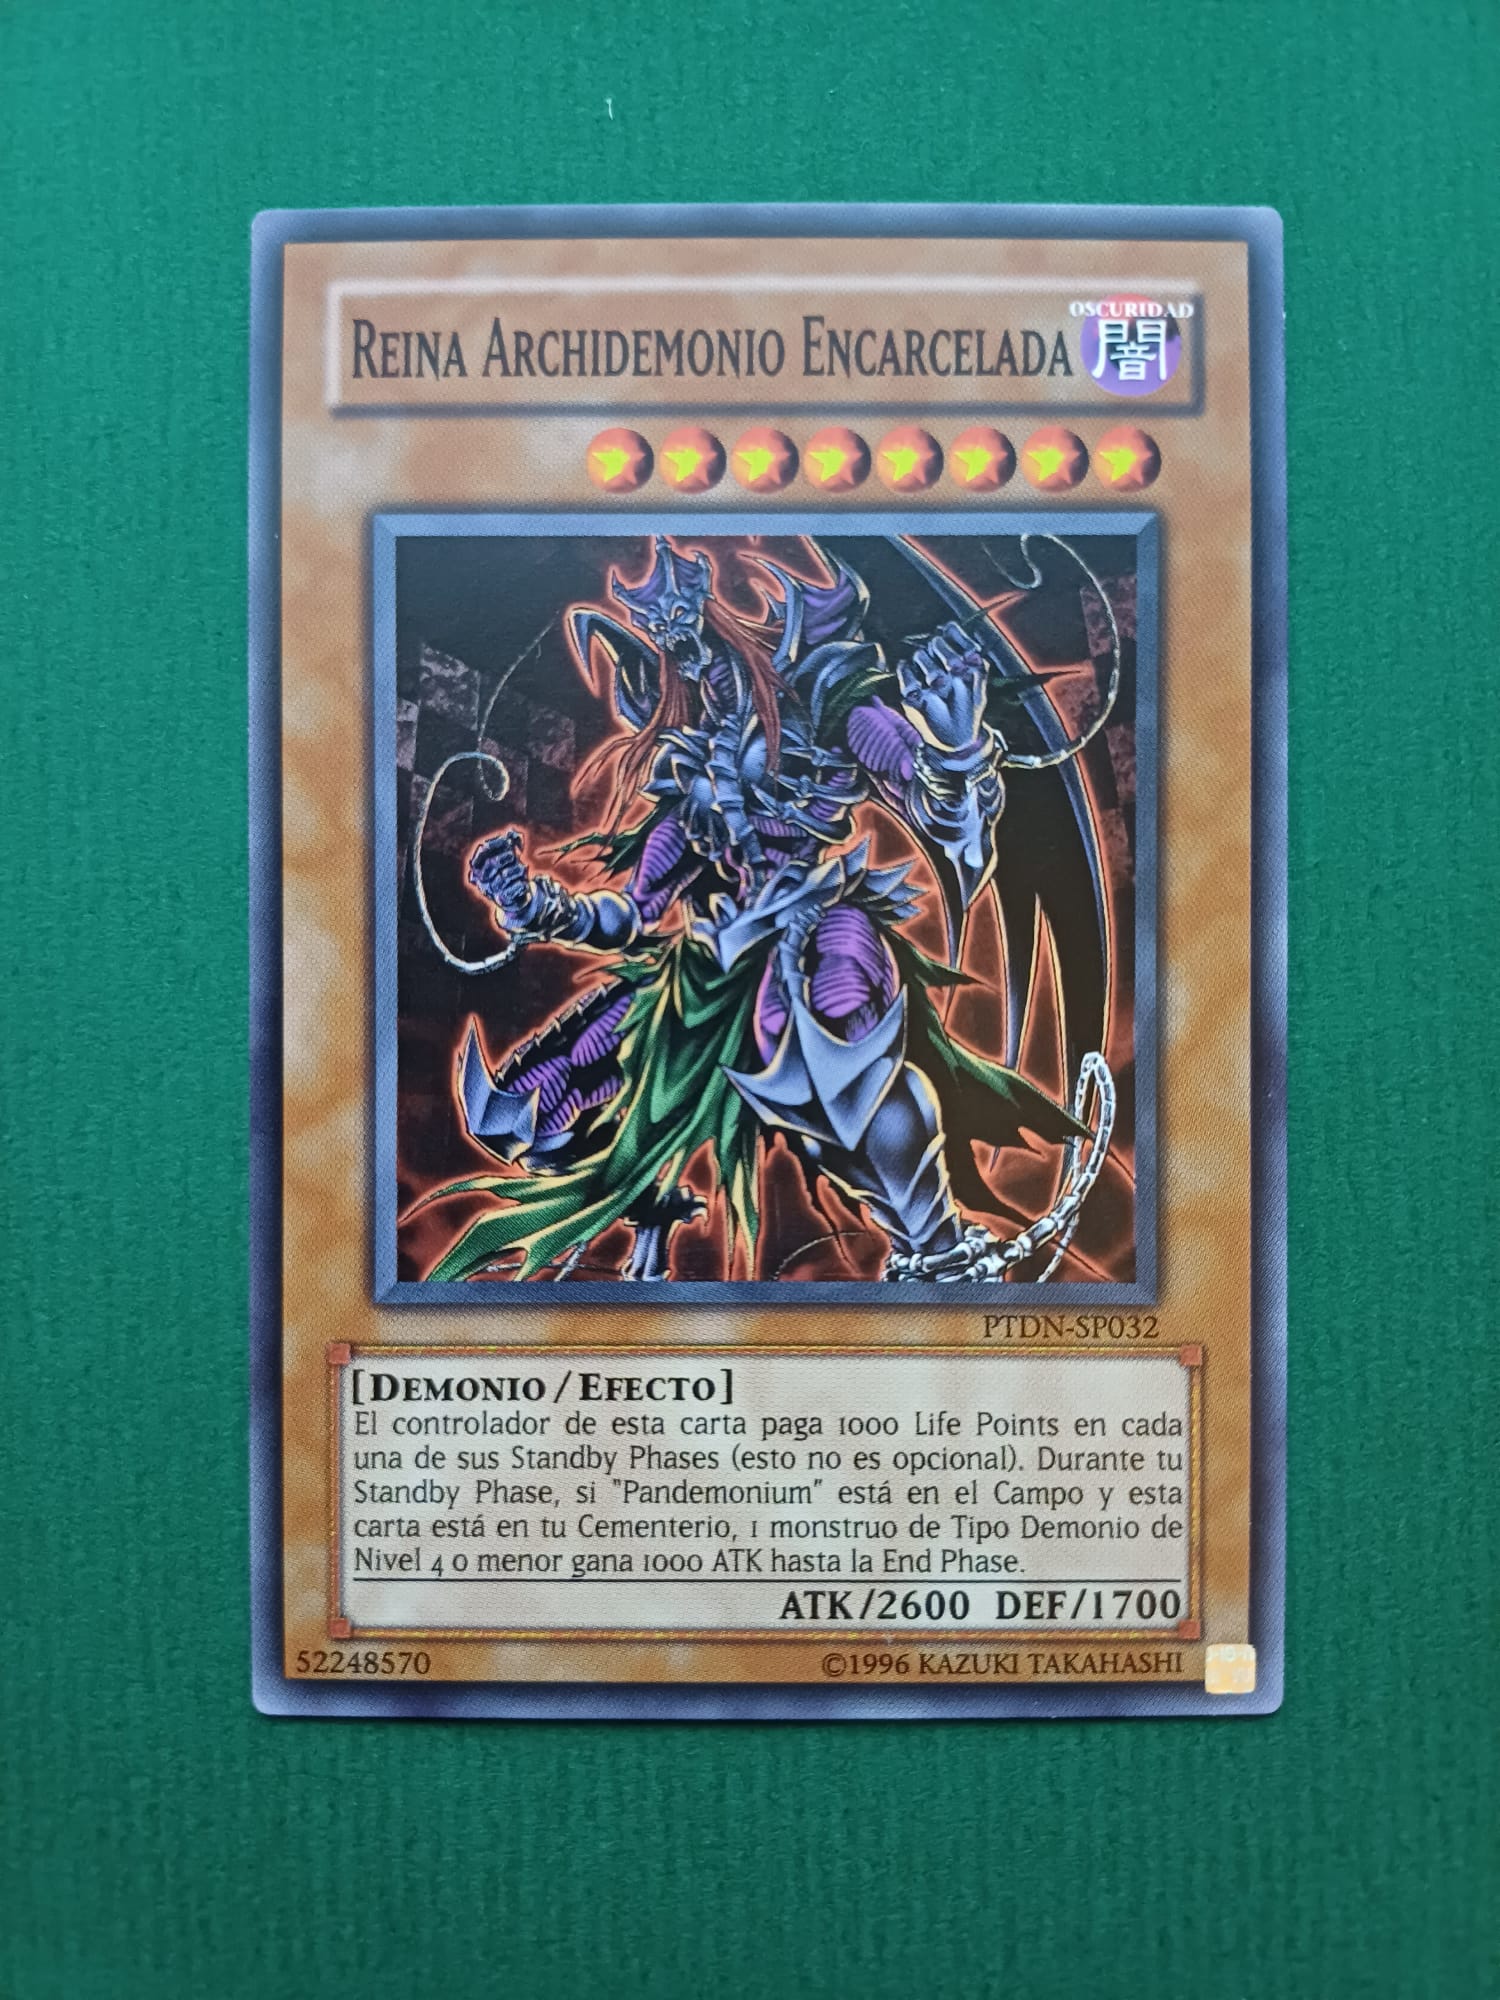 REINA ARCHIDEMONIO ENCARCELADA
OSCURIDAD
闇
PTDN-SP032
[DEMONIO / EFECTO]
El controlador de esta carta paga 1000 Life Points en cada
una de sus Standby Phases (esto no es opcional). Durante tu
Standby Phase, si "Pandemonium" está en el Campo y esta
carta está en tu Cementerio, 1 monstruo de Tipo Demonio de
Nivel 4 o menor gana 1000 ATK hasta la End Phase.
ATK/2600 DEF/1700
52248570
©1996 KAZUKI TAKAHASHI